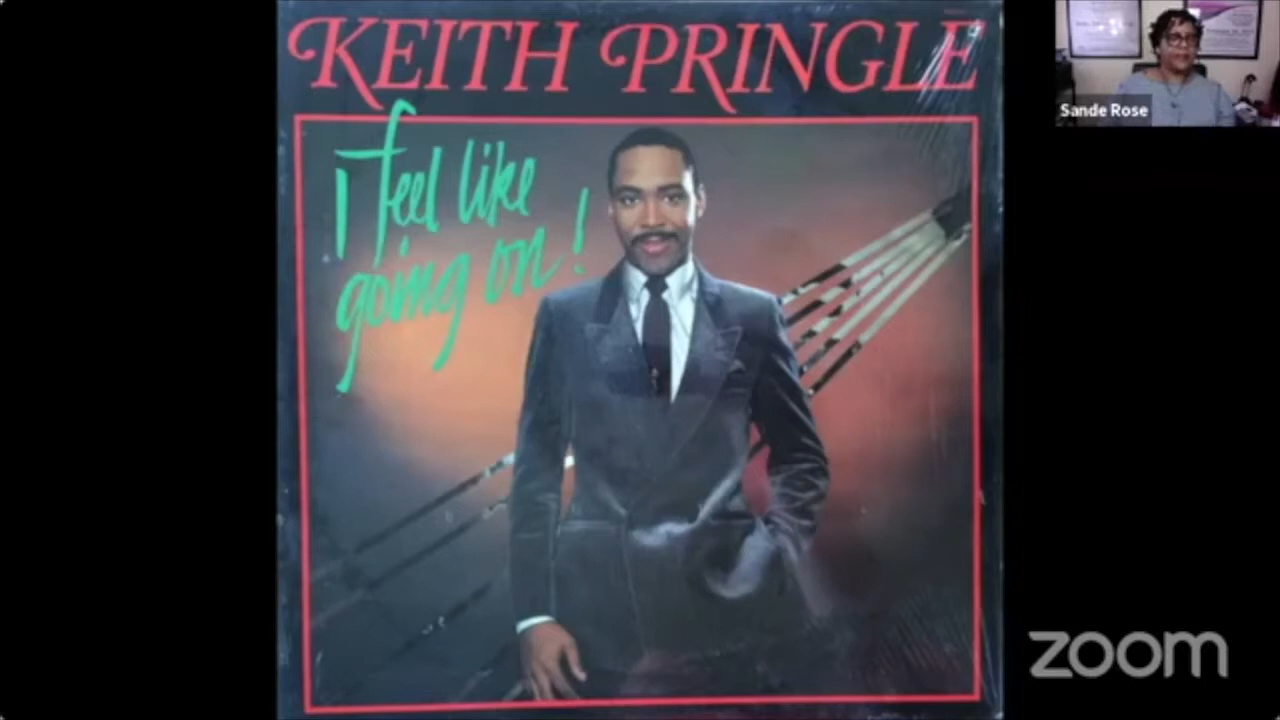 KEITH PRINGLE
I feel like
going on!
Sande Rose
zoom